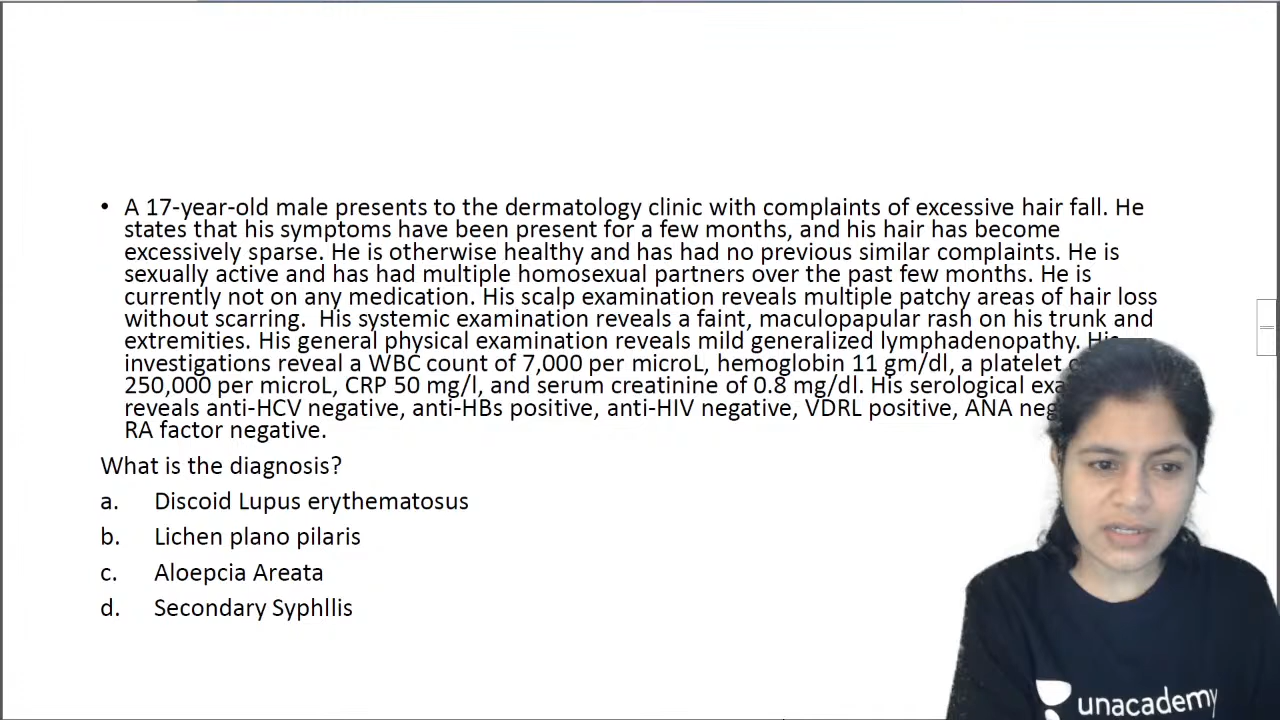 • A 17-year-old male presents to the dermatology clinic with complaints of excessive hair fall. He
states that his symptoms have been present for a few months, and his hair has become
excessively sparse. He is otherwise healthy and has had no previous similar complaints. He is
sexually active and has had multiple homosexual partners over the past few months. He is
currently not on any medication. His scalp examination reveals multiple patchy areas of hair loss
without scarring. His systemic examination reveals a faint, maculopapular rash on his trunk and
extremities. His general physical examination reveals mild generalized lymphadenopathy. His
investigations reveal a WBC count of 7,000 per microL, hemoglobin 11 gm/dl, a platelet
250,000 per microL, CRP 50 mg/l, and serum creatinine of 0.8 mg/dl. His serological
reveals anti-HCV negative, anti-HBs positive, anti-HIV negative, VDRL positive, ANA
RA factor negative.
What is the diagnosis?
a. Discoid Lupus erythematosus
b. Lichen plano pilaris
c. Aloepcia Areata
d. Secondary Syphllis
unacademy